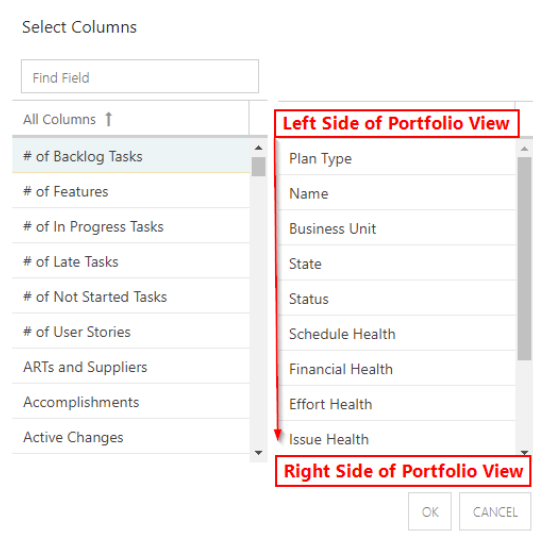 Select Columns
Find Field
All Columns ↑
# of Backlog Tasks
# of Features
# of In Progress Tasks
# of Late Tasks
# of Not Started Tasks
# of User Stories
ARTs and Suppliers
Accomplishments
Active Changes
Left Side of Portfolio View
Plan Type
Name
Business Unit
State
Status
Schedule Health
Financial Health
Effort Health
Issue Health
Right Side of Portfolio View
OK
CANCEL